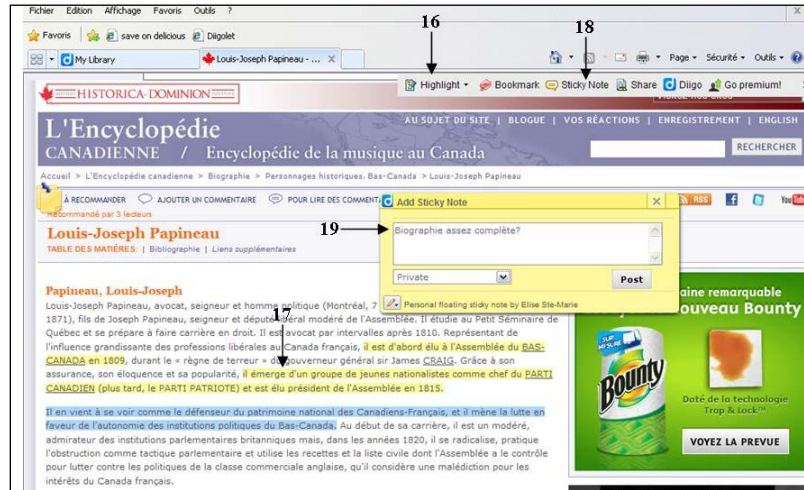 Fichier Edition Affichage Favoris Outils ?
16
18
Favoris save on delicious Diigolet
My Library Louis-Joseph Papineau - ... X
Page Sécurité Outils
Highlight Bookmark Sticky Note Share Diigo Go premium!
HISTORICA-DOMINION
L'Encyclopédie
AU SUJET DU SITE | BLOGUE | VOS RÉACTIONS | ENREGISTREMENT | ENGLISH
CANADIENNE / Encyclopédie de la musique au Canada
RECHERCHER
Accueil > L'Encyclopédie canadienne > Biographie > Personnages historiques, Bas-Canada > Louis-Joseph Papineau
À RECOMMANDER AJOUTER UN COMMENTAIRE POUR LIRE DES COMMENT
Recommandé par 3 lecteurs
Add Sticky Note
RSS
You Tube
Louis-Joseph Papineau
TABLE DES MATIÈRES: | Bibliographie | Liens supplémentaires
19
Biographie assez complète?
Private
Post
Personal floating sticky note by Elise Ste-Marie
Papineau, Louis-Joseph
17
Louis-Joseph Papineau, avocat, seigneur et homme politique (Montréal, 7
1871), fils de Joseph Papineau, seigneur et député libéral modéré de l'Assemblée. Il étudie au Petit Séminaire de
Québec et se prépare à faire carrière en droit. Il est avocat par intervalles après 1810. Représentant de
l'influence grandissante des professions libérales au Canada français, il est d'abord élu à l'Assemblée du BAS-
CANADA en 1809, durant le « règne de terreur » du gouverneur général sir James CRAIG. Grâce à son
assurance, son éloquence et sa popularité, il émerge d'un groupe de jeunes nationalistes comme chef du PARTI
CANADIEN (plus tard, le PARTI PATRIOTE) et est élu président de l'Assemblée en 1815.
Il en vient à se voir comme le défenseur du patrimoine national des Canadiens-Français, et il mène la lutte en
faveur de l'autonomie des institutions politiques du Bas-Canada. Au début de sa carrière, il est un modéré,
admirateur des institutions parlementaires britanniques mais, dans les années 1820, il se radicalise, pratique
l'obstruction comme tactique parlementaire et utilise les recettes et la liste civile dont l'Assemblée a le contrôle
pour lutter contre les politiques de la classe commerciale anglaise, qu'il considère une malédiction pour les
intérêts du Canada français.
aine remarquable
ouveau Bounty
SUR MESURE
Bounty
Doté de la technologie
Trap & Lock™
VOYEZ LA PREVUE